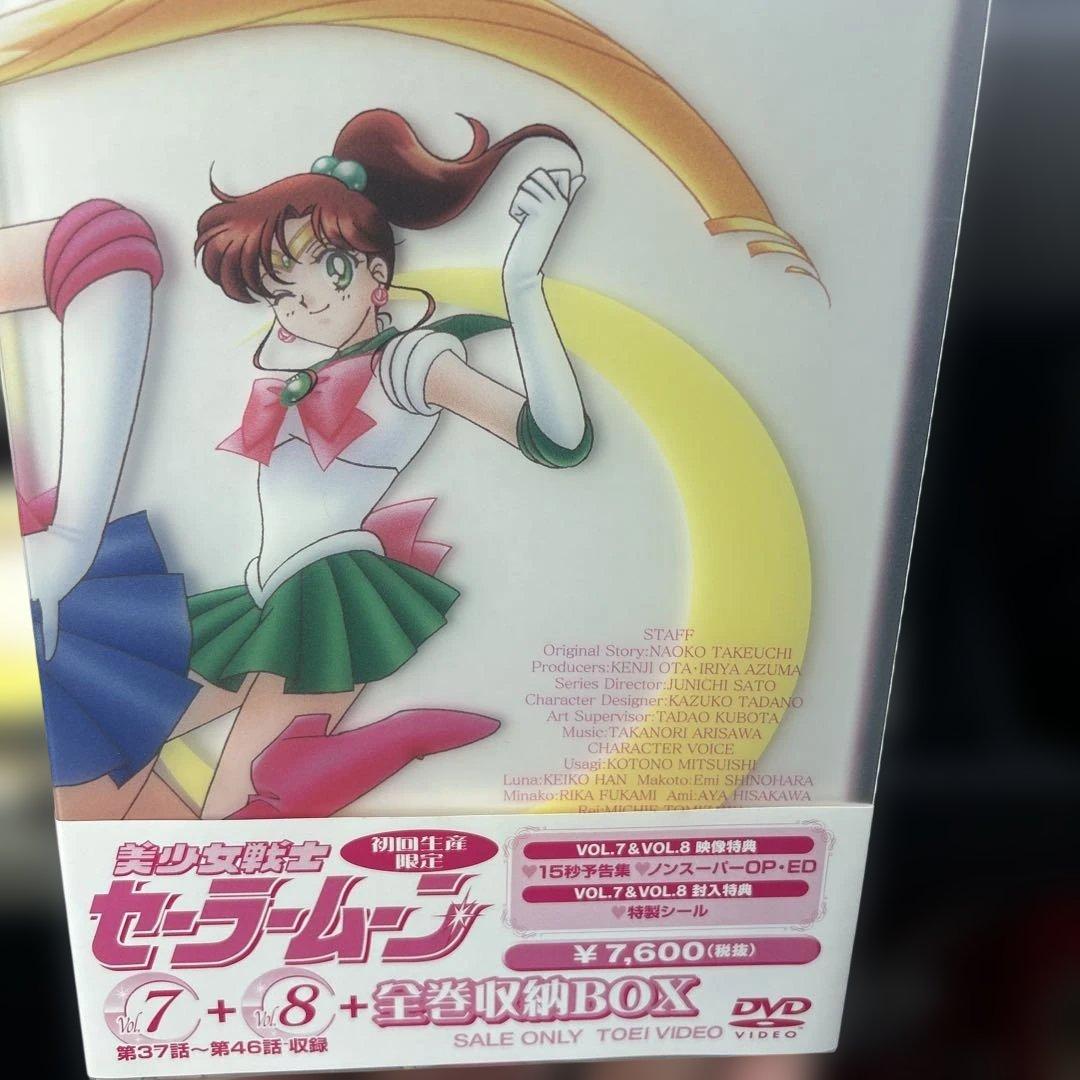 STAFF
Original Story:NAOKO TAKEUCHI
Producers:KENJI OTA・IRIYA AZUMA
Series Director:JUNICHI SATO
Character Designer:KAZUKO TADANO
Art Supervisor:TADAO KUBOTA
Music:TAKANORI ARISAWA
CHARACTER VOICE
Usagi:KOTONO MITSUISHI
Luna:KEIKO HAN Makoto:Emi SHINOHARA
Minako:RIKA FUKAMI Ami:AYA HISAKAWA
Rei:MICHIE
美少女戦士
セーラームーン
初回生産
限定
VOL.7&VOL.8 映像特典
♥15秒予告集 ♥ノンスーパーOP・ED
VOL.7&VOL.8 封入特典
♥特製シール
¥7,600(税抜)
Vol.7+Vol.8+全巻収納BOX
第37話〜第46話 収録
SALE ONLY TOEI VIDEO
DVD
VIDEO